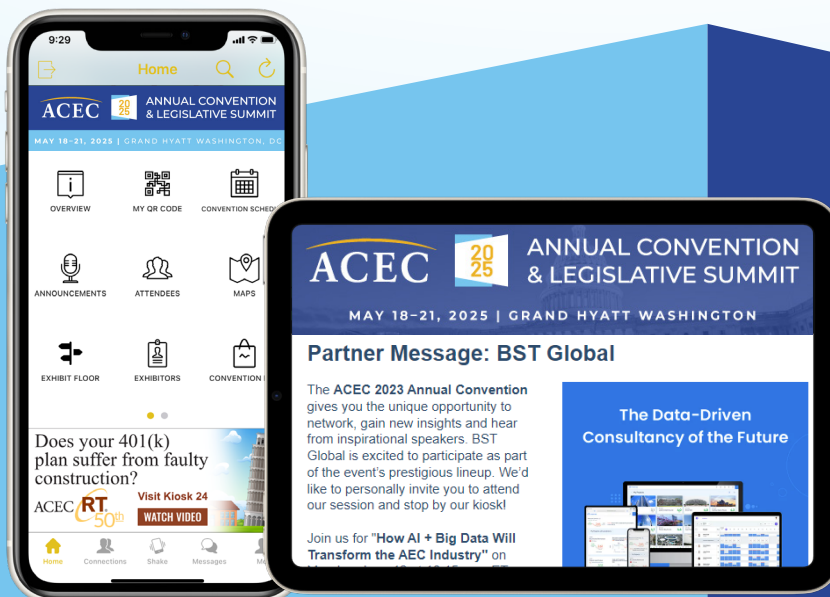 9:29
Home
ACEC 2025 ANNUAL CONVENTION
& LEGISLATIVE SUMMIT
MAY 18–21, 2025 | GRAND HYATT WASHINGTON, DC
OVERVIEW
MY QR CODE
CONVENTION
ANNOUNCEMENTS
ATTENDEES
MAPS
EXHIBIT FLOOR
EXHIBITORS
CONVENTION
Does your 401(k)
plan suffer from faulty
construction?
ACEC RT 50th
Visit Kiosk 24
WATCH VIDEO
Home
Connections
Shake
Messages
ACEC 2025 ANNUAL CONVENTION
& LEGISLATIVE SUMMIT
MAY 18–21, 2025 | GRAND HYATT WASHINGTON
Partner Message: BST Global
The ACEC 2023 Annual Convention
gives you the unique opportunity to
network, gain new insights and hear
from inspirational speakers. BST
Global is excited to participate as part
of the event's prestigious lineup. We'd
like to personally invite you to attend
our session and stop by our kiosk!
Join us for "How AI + Big Data Will
Transform the AEC Industry" on
The Data-Driven
Consultancy of the Future